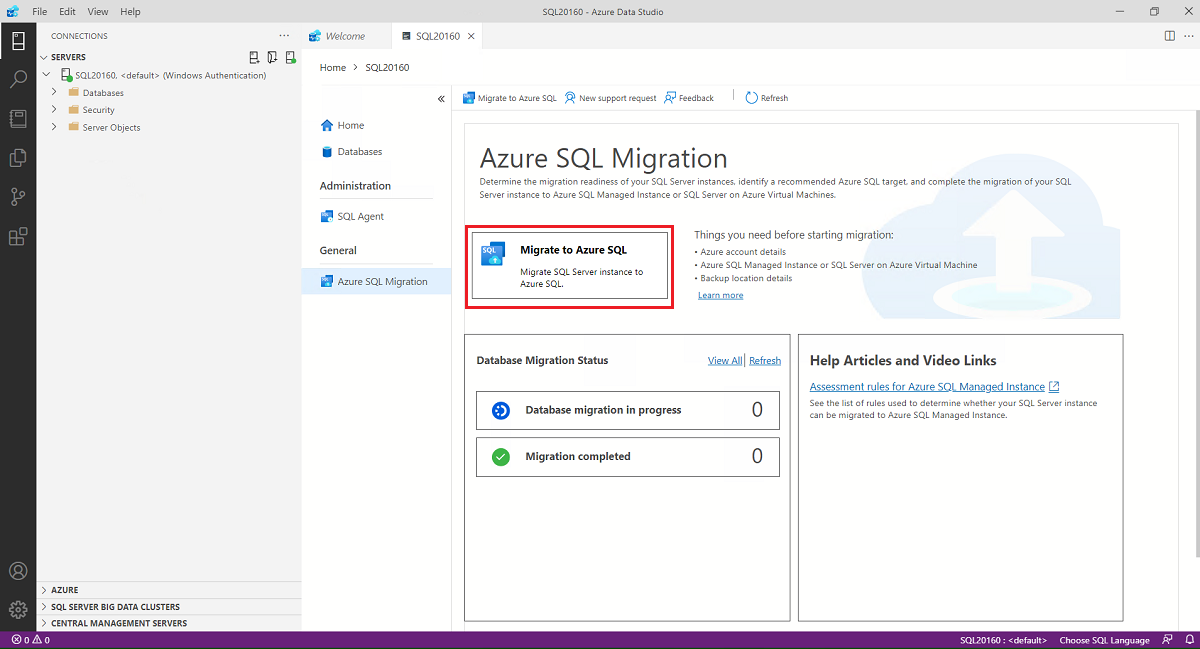 File Edit View Help
SQL20160 - Azure Data Studio
CONNECTIONS
SERVERS
SQL20160, <default> (Windows Authentication)
Databases
Security
Server Objects
AZURE
SQL SERVER BIG DATA CLUSTERS
CENTRAL MANAGEMENT SERVERS
Welcome
SQL20160
Home > SQL20160
Home
Databases
Administration
SQL Agent
General
Azure SQL Migration
Migrate to Azure SQL New support request Feedback Refresh
Azure SQL Migration
Determine the migration readiness of your SQL Server instances, identify a recommended Azure SQL target, and complete the migration of your SQL
Server instance to Azure SQL Managed Instance or SQL Server on Azure Virtual Machines.
SQL
Migrate to Azure SQL
Migrate SQL Server instance to
Azure SQL.
Things you need before starting migration:
• Azure account details
• Azure SQL Managed Instance or SQL Server on Azure Virtual Machine
• Backup location details
Learn more
Database Migration Status
View All | Refresh
Database migration in progress 0
Migration completed 0
Help Articles and Video Links
Assessment rules for Azure SQL Managed Instance
See the list of rules used to determine whether your SQL Server instance
can be migrated to Azure SQL Managed Instance.
0 0
SQL20160 : <default> Choose SQL Language